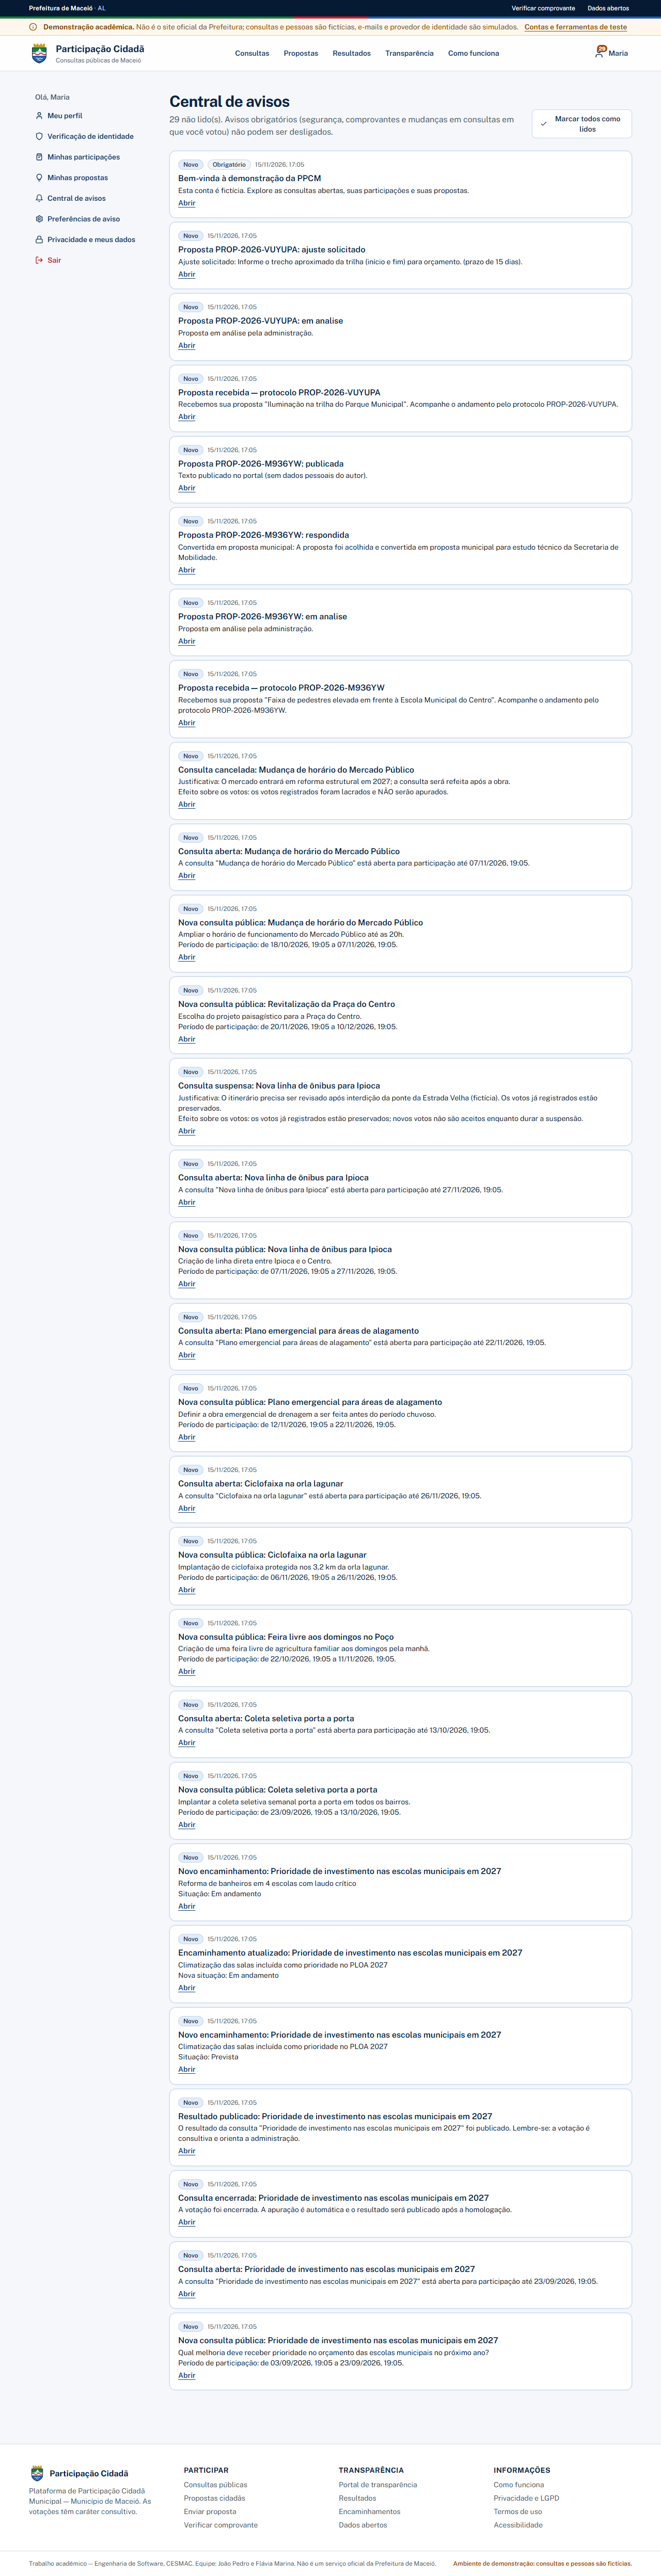 Prefeitura de Maceió · AL
Verificar comprovante
Dados abertos
Demonstração acadêmica. Não é o site oficial da Prefeitura; consultas e pessoas são fictícias, e-mails e provedor de identidade são simulados. Contas e ferramentas de teste
Participação Cidadã
Consultas públicas de Maceió
Consultas
Propostas
Resultados
Transparência
Como funciona
29
Maria
Olá, Maria
Meu perfil
Verificação de identidade
Minhas participações
Minhas propostas
Central de avisos
Preferências de aviso
Privacidade e meus dados
Sair
Central de avisos
29 não lido(s). Avisos obrigatórios (segurança, comprovantes e mudanças em consultas em
que você votou) não podem ser desligados.
Marcar todos como
lidos
Novo Obrigatório 15/11/2026, 17:05
Bem-vinda à demonstração da PPCM
Esta conta é fictícia. Explore as consultas abertas, suas participações e suas propostas.
Abrir
Novo 15/11/2026, 17:05
Proposta PROP-2026-VUYUPA: ajuste solicitado
Ajuste solicitado: Informe o trecho aproximado da trilha (início e fim) para orçamento. (prazo de 15 dias).
Abrir
Novo 15/11/2026, 17:05
Proposta PROP-2026-VUYUPA: em analise
Proposta em análise pela administração.
Abrir
Novo 15/11/2026, 17:05
Proposta recebida — protocolo PROP-2026-VUYUPA
Recebemos sua proposta "Iluminação na trilha do Parque Municipal". Acompanhe o andamento pelo protocolo PROP-2026-VUYUPA.
Abrir
Novo 15/11/2026, 17:05
Proposta PROP-2026-M936YW: publicada
Texto publicado no portal (sem dados pessoais do autor).
Abrir
Novo 15/11/2026, 17:05
Proposta PROP-2026-M936YW: respondida
Convertida em proposta municipal: A proposta foi acolhida e convertida em proposta municipal para estudo técnico da Secretaria de
Mobilidade.
Abrir
Novo 15/11/2026, 17:05
Proposta PROP-2026-M936YW: em analise
Proposta em análise pela administração.
Abrir
Novo 15/11/2026, 17:05
Proposta recebida — protocolo PROP-2026-M936YW
Recebemos sua proposta "Faixa de pedestres elevada em frente à Escola Municipal do Centro". Acompanhe o andamento pelo
protocolo PROP-2026-M936YW.
Abrir
Novo 15/11/2026, 17:05
Consulta cancelada: Mudança de horário do Mercado Público
Justificativa: O mercado entrará em reforma estrutural em 2027; a consulta será refeita após a obra.
Efeito sobre os votos: os votos registrados foram lacrados e NÃO serão apurados.
Abrir
Novo 15/11/2026, 17:05
Consulta aberta: Mudança de horário do Mercado Público
A consulta "Mudança de horário do Mercado Público" está aberta para participação até 07/11/2026, 19:05.
Abrir
Novo 15/11/2026, 17:05
Nova consulta pública: Mudança de horário do Mercado Público
Ampliar o horário de funcionamento do Mercado Público até as 20h.
Período de participação: de 18/10/2026, 19:05 a 07/11/2026, 19:05.
Abrir
Novo 15/11/2026, 17:05
Nova consulta pública: Revitalização da Praça do Centro
Escolha do projeto paisagístico para a Praça do Centro.
Período de participação: de 20/11/2026, 19:05 a 10/12/2026, 19:05.
Abrir
Novo 15/11/2026, 17:05
Consulta suspensa: Nova linha de ônibus para Ipioca
Justificativa: O itinerário precisa ser revisado após interdição da ponte da Estrada Velha (fictícia). Os votos já registrados estão
preservados.
Efeito sobre os votos: os votos já registrados estão preservados; novos votos não são aceitos enquanto durar a suspensão.
Abrir
Novo 15/11/2026, 17:05
Consulta aberta: Nova linha de ônibus para Ipioca
A consulta "Nova linha de ônibus para Ipioca" está aberta para participação até 27/11/2026, 19:05.
Abrir
Novo 15/11/2026, 17:05
Nova consulta pública: Nova linha de ônibus para Ipioca
Criação de linha direta entre Ipioca e o Centro.
Período de participação: de 07/11/2026, 19:05 a 27/11/2026, 19:05.
Abrir
Novo 15/11/2026, 17:05
Consulta aberta: Plano emergencial para áreas de alagamento
A consulta "Plano emergencial para áreas de alagamento" está aberta para participação até 22/11/2026, 19:05.
Abrir
Novo 15/11/2026, 17:05
Nova consulta pública: Plano emergencial para áreas de alagamento
Definir a obra emergencial de drenagem a ser feita antes do período chuvoso.
Período de participação: de 12/11/2026, 19:05 a 22/11/2026, 19:05.
Abrir
Novo 15/11/2026, 17:05
Consulta aberta: Ciclofaixa na orla lagunar
A consulta "Ciclofaixa na orla lagunar" está aberta para participação até 26/11/2026, 19:05.
Abrir
Novo 15/11/2026, 17:05
Nova consulta pública: Ciclofaixa na orla lagunar
Implantação de ciclofaixa protegida nos 3,2 km da orla lagunar.
Período de participação: de 06/11/2026, 19:05 a 26/11/2026, 19:05.
Abrir
Novo 15/11/2026, 17:05
Nova consulta pública: Feira livre aos domingos no Poço
Criação de uma feira livre de agricultura familiar aos domingos pela manhã.
Período de participação: de 22/10/2026, 19:05 a 11/11/2026, 19:05.
Abrir
Novo 15/11/2026, 17:05
Consulta aberta: Coleta seletiva porta a porta
A consulta "Coleta seletiva porta a porta" está aberta para participação até 13/10/2026, 19:05.
Abrir
Novo 15/11/2026, 17:05
Nova consulta pública: Coleta seletiva porta a porta
Implantar a coleta seletiva semanal porta a porta em todos os bairros.
Período de participação: de 23/09/2026, 19:05 a 13/10/2026, 19:05.
Abrir
Novo 15/11/2026, 17:05
Novo encaminhamento: Prioridade de investimento nas escolas municipais em 2027
Reforma de banheiros em 4 escolas com laudo crítico
Situação: Em andamento
Abrir
Novo 15/11/2026, 17:05
Encaminhamento atualizado: Prioridade de investimento nas escolas municipais em 2027
Climatização das salas incluída como prioridade no PLOA 2027
Nova situação: Em andamento
Abrir
Novo 15/11/2026, 17:05
Novo encaminhamento: Prioridade de investimento nas escolas municipais em 2027
Climatização das salas incluída como prioridade no PLOA 2027
Situação: Prevista
Abrir
Novo 15/11/2026, 17:05
Resultado publicado: Prioridade de investimento nas escolas municipais em 2027
O resultado da consulta "Prioridade de investimento nas escolas municipais em 2027" foi publicado. Lembre-se: a votação é
consultiva e orienta a administração.
Abrir
Novo 15/11/2026, 17:05
Consulta encerrada: Prioridade de investimento nas escolas municipais em 2027
A votação foi encerrada. A apuração é automática e o resultado será publicado após a homologação.
Abrir
Novo 15/11/2026, 17:05
Consulta aberta: Prioridade de investimento nas escolas municipais em 2027
A consulta "Prioridade de investimento nas escolas municipais em 2027" está aberta para participação até 23/09/2026, 19:05.
Abrir
Novo 15/11/2026, 17:05
Nova consulta pública: Prioridade de investimento nas escolas municipais em 2027
Qual melhoria deve receber prioridade no orçamento das escolas municipais no próximo ano?
Período de participação: de 03/09/2026, 19:05 a 23/09/2026, 19:05.
Abrir
Participação Cidadã
Plataforma de Participação Cidadã
Municipal — Município de Maceió. As
votações têm caráter consultivo.
PARTICIPAR
Consultas públicas
Propostas cidadãs
Enviar proposta
Verificar comprovante
TRANSPARÊNCIA
Portal de transparência
Resultados
Encaminhamentos
Dados abertos
INFORMAÇÕES
Como funciona
Privacidade e LGPD
Termos de uso
Acessibilidade
Trabalho acadêmico — Engenharia de Software, CESMAC. Equipe: João Pedro e Flávia Marina. Não é um serviço oficial da Prefeitura de Maceió.
Ambiente de demonstração: consultas e pessoas são fictícias.